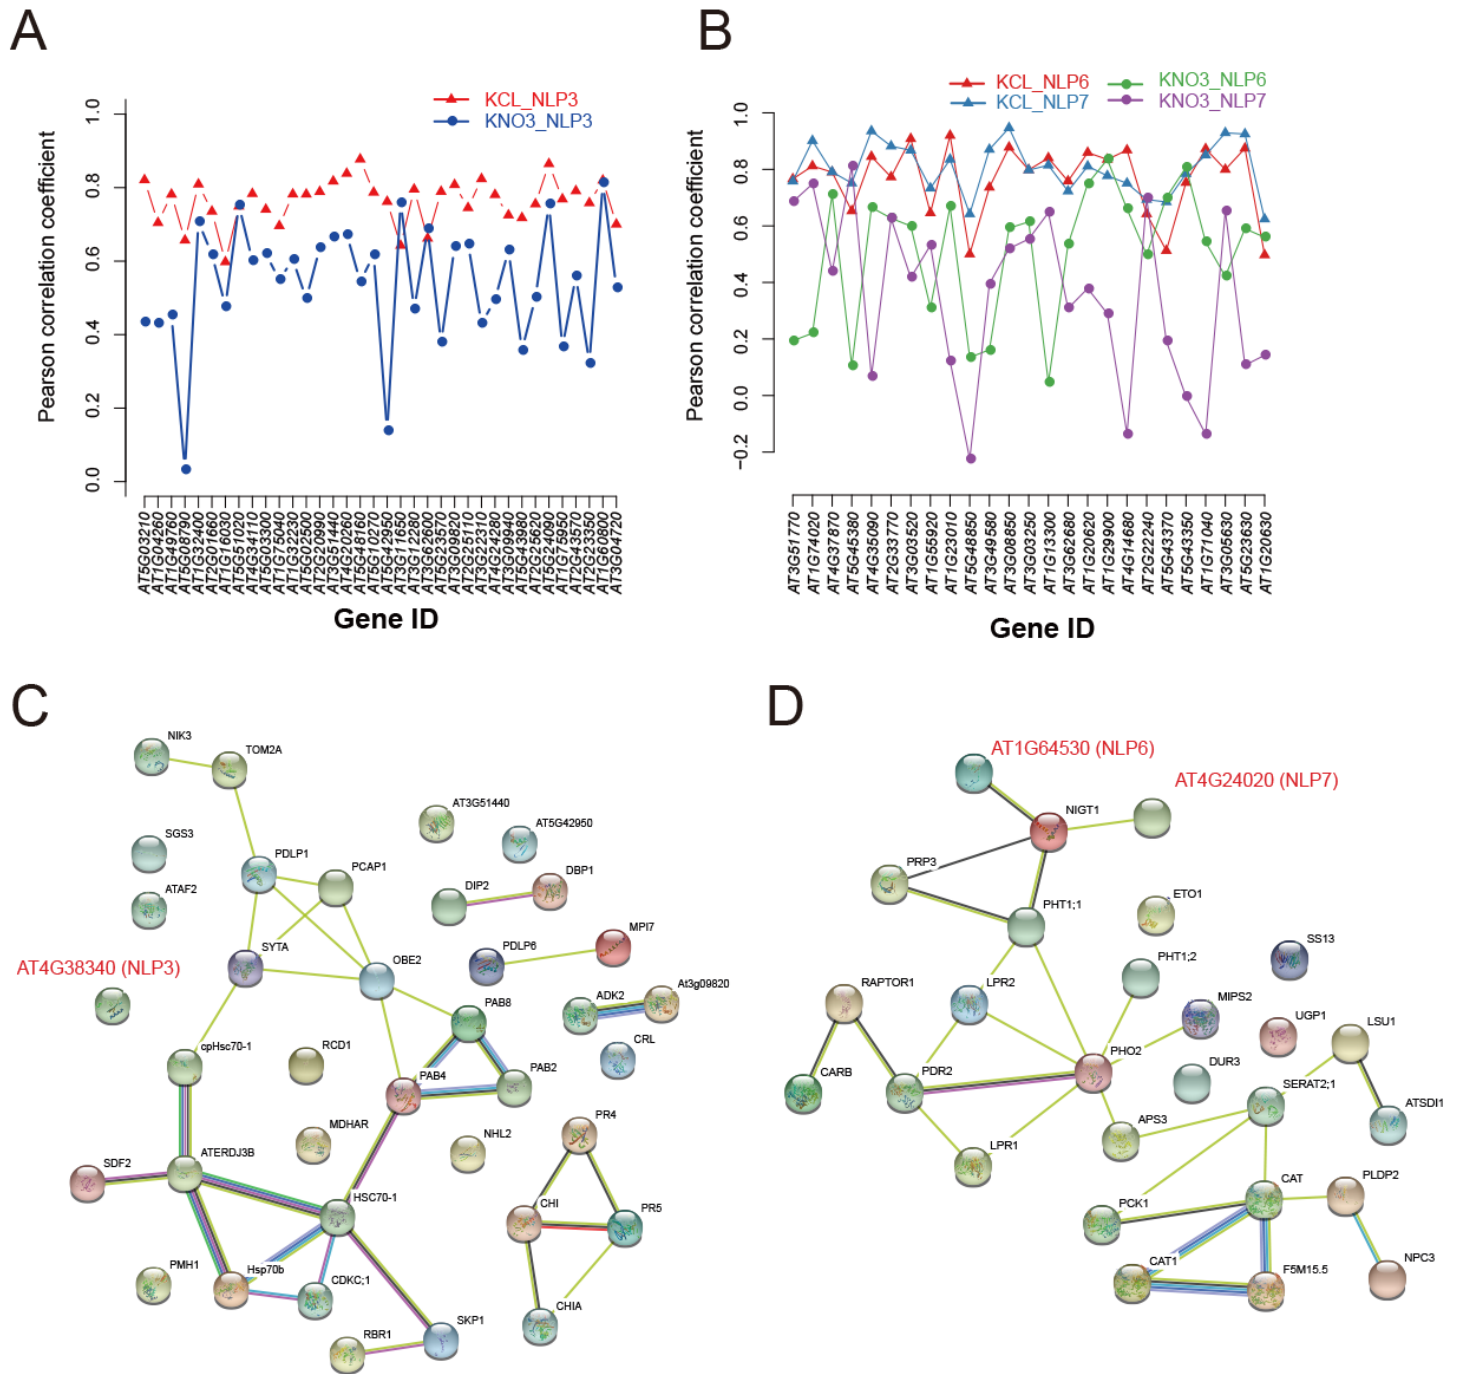 A
B
KCL_NLP3
KNO3_NLP3
KCL_NLP6
KCL_NLP7
KNO3_NLP6
KNO3_NLP7
Pearson correlation coefficient
1.0
0.8
0.6
0.4
0.2
0.0
AT5G03210
AT1G04260
AT1G49760
AT5G08790
AT1G32400
AT2G01660
AT1G16030
AT5G51020
AT4G34110
AT5G03300
AT1G75040
AT1G32230
AT5G02500
AT2G20990
AT3G51440
AT4G20260
AT5G48160
AT5G10270
AT5G42950
AT3G11650
AT3G12280
AT3G62600
AT5G23570
AT3G09820
AT2G25110
AT3G22310
AT4G24280
AT3G09940
AT5G43980
AT2G25620
AT5G24090
AT1G75950
AT2G43570
AT2G23350
AT1G60800
AT3G04720
Gene ID
Pearson correlation coefficient
1.0
0.8
0.6
0.4
0.2
0.0
−0.2
AT3G51770
AT1G74020
AT4G37870
AT5G45380
AT4G35090
AT2G33770
AT3G03520
AT1G55920
AT1G23010
AT5G48850
AT3G49580
AT3G08850
AT3G03250
AT1G13300
AT3G62680
AT1G20620
AT1G29900
AT4G14680
AT2G22240
AT5G43370
AT5G43350
AT1G71040
AT3G05630
AT5G23630
AT1G20630
Gene ID
C
NIK3
TOM2A
AT3G51440
SGS3
AT5G42950
PDLP1
PCAP1
DBP1
ATAF2
DIP2
MPI7
SYTA
OBE2
PDLP6
AT4G38340 (NLP3)
ADK2
At3g09820
PAB8
cpHsc70-1
RCD1
CRL
PAB4
PAB2
MDHAR
NHL2
PR4
SDF2
ATERDJ3B
HSC70-1
CHI
PR5
PMH1
Hsp70b
CDKC;1
CHIA
RBR1
SKP1
D
AT1G64530 (NLP6)
AT4G24020 (NLP7)
NIGT1
PRP3
ETO1
PHT1;1
SS13
PHT1;2
RAPTOR1
LPR2
MIPS2
UGP1
LSU1
PHO2
DUR3
CARB
PDR2
SERAT2;1
APS3
ATSDI1
LPR1
CAT
PLDP2
PCK1
CAT1
F5M15.5
NPC3